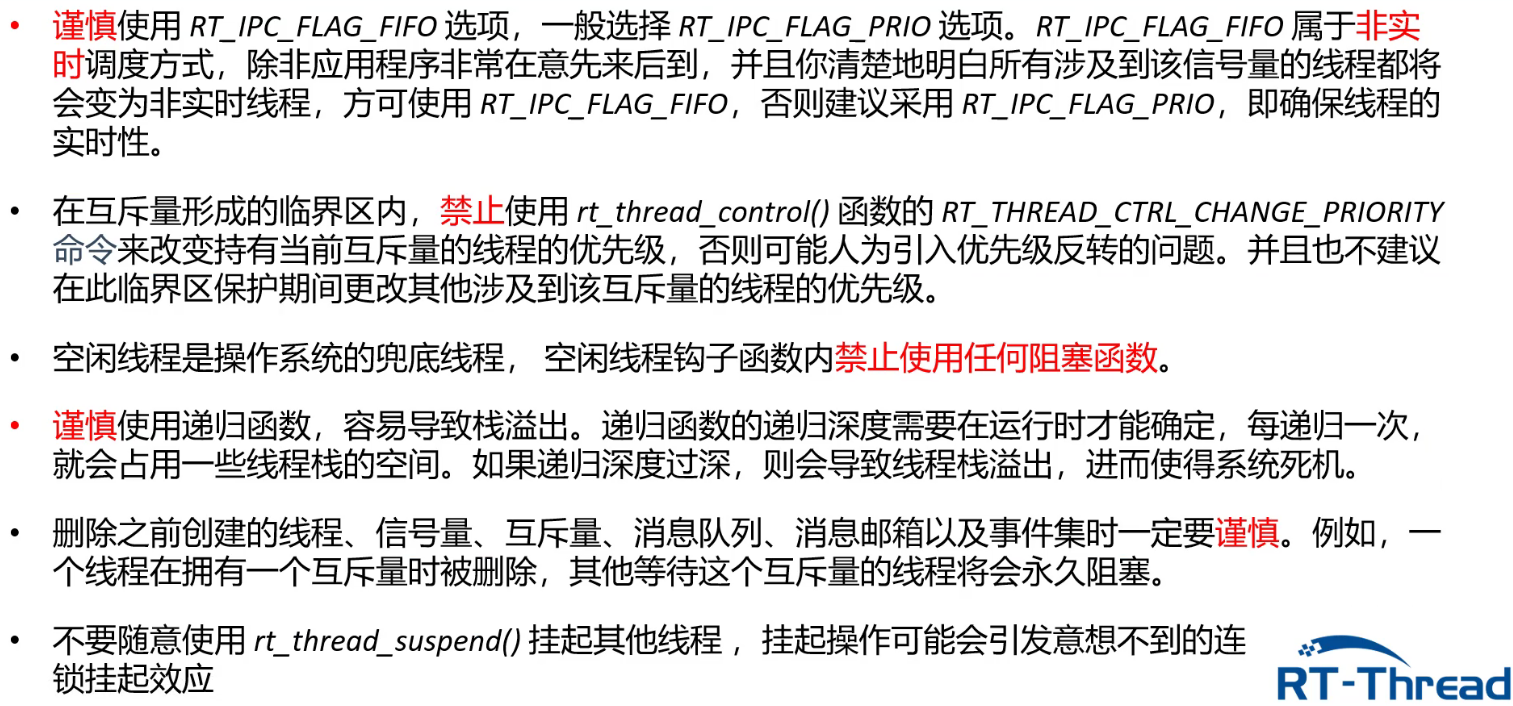 • 谨慎使用 RT_IPC_FLAG_FIFO 选项，一般选择 RT_IPC_FLAG_PRIO 选项。RT_IPC_FLAG_FIFO 属于非实
时调度方式，除非应用程序非常在意先来后到，并且你清楚地明白所有涉及到该信号量的线程都将
会变为非实时线程，方可使用 RT_IPC_FLAG_FIFO，否则建议采用 RT_IPC_FLAG_PRIO，即确保线程的
实时性。
• 在互斥量形成的临界区内，禁止使用 rt_thread_control() 函数的 RT_THREAD_CTRL_CHANGE_PRIORITY
命令来改变持有当前互斥量的线程的优先级，否则可能人为引入优先级反转的问题。并且也不建议
在此临界区保护期间更改其他涉及到该互斥量的线程的优先级。
• 空闲线程是操作系统的兜底线程， 空闲线程钩子函数内禁止使用任何阻塞函数。
• 谨慎使用递归函数，容易导致栈溢出。递归函数的递归深度需要在运行时才能确定，每递归一次，
就会占用一些线程栈的空间。如果递归深度过深，则会导致线程栈溢出，进而使得系统死机。
• 删除之前创建的线程、信号量、互斥量、消息队列、消息邮箱以及事件集时一定要谨慎。例如，一
个线程在拥有一个互斥量时被删除，其他等待这个互斥量的线程将会永久阻塞。
• 不要随意使用 rt_thread_suspend() 挂起其他线程 ，挂起操作可能会引发意想不到的连
锁挂起效应
RT-Thread